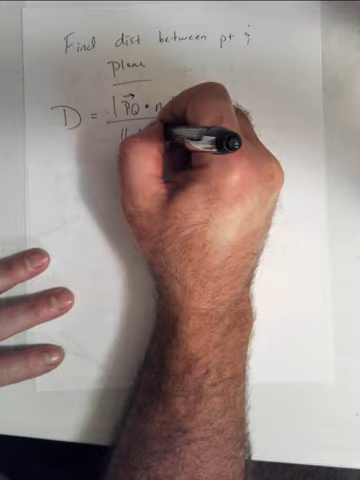 Find dist between pt &
plane
D = |PQ • n
||